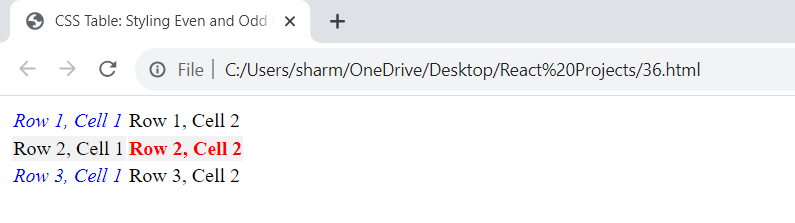 CSS Table: Styling Even and Odd
File C:/Users/sharm/OneDrive/Desktop/React%20Projects/36.html
Row 1, Cell 1 Row 1, Cell 2
Row 2, Cell 1 Row 2, Cell 2
Row 3, Cell 1 Row 3, Cell 2